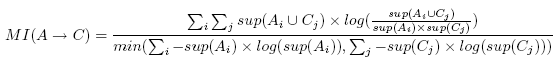 MI(A → C) = \frac{\sum_i \sum_j sup(A_i ∪ C_j) × log(\frac{sup(A_i ∪ C_j)}{sup(A_i) × sup(C_j)})}{min(\sum_i -sup(A_i) × log(sup(A_i)), \sum_j -sup(C_j) × log(sup(C_j)))}